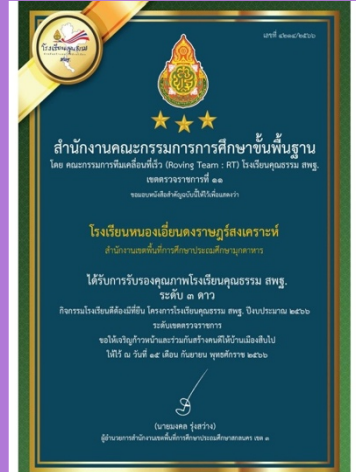 โรงเรียนคุณธรรม
สพฐ.
สำนักงานคณะกรรมการการศึกษาขั้นพื้นฐาน
โดย คณะกรรมการทีมเคลื่อนที่เร็ว (Roving Team : RT) โรงเรียนคุณธรรม สพฐ.
เขตตรวจราชการที่ ๑๑
ขอมอบหนังสือสำคัญฉบับนี้ให้ไว้เพื่อแสดงว่า
โรงเรียนหนองเอี่ยนดงราษฎร์สงเคราะห์
สำนักงานเขตพื้นที่การศึกษาประถมศึกษามุกดาหาร
ได้รับการรับรองคุณภาพโรงเรียนคุณธรรม สพฐ.
ระดับ ๓ ดาว
กิจกรรมโรงเรียนดีต้องมีที่ยืน โครงการโรงเรียนคุณธรรม สพฐ. ปีงบประมาณ ๒๕๖๖
ระดับเขตตรวจราชการ
ขอให้เจริญก้าวหน้าและร่วมกันสร้างคนดีให้บ้านเมืองสืบไป
ให้ไว้ ณ วันที่ ๑๕ เดือน กันยายน พุทธศักราช ๒๕๖๖
(นายมงคล รุ่งสว่าง)
ผู้อำนวยการสำนักงานเขตพื้นที่การศึกษาประถมศึกษาสกลนคร เขต ๑